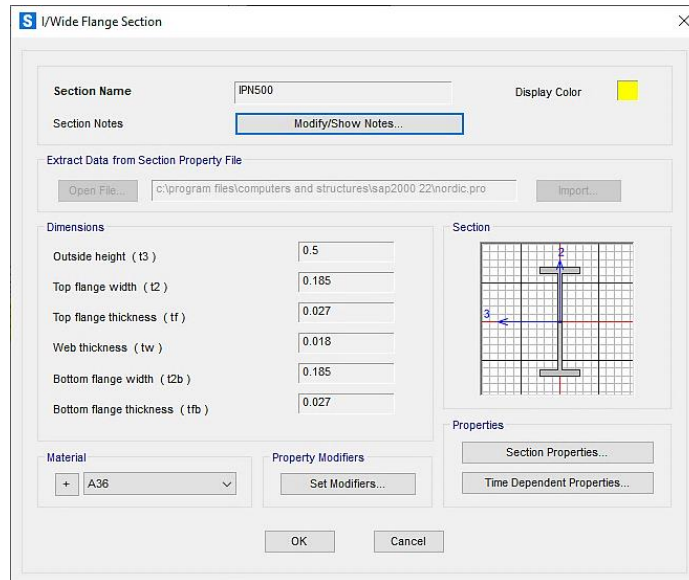 S I/Wide Flange Section
Section Name IPN500 Display Color
Section Notes Modify/Show Notes...
Extract Data from Section Property File
Open File... c:\program files\computers and structures\sap2000 22\nordic.pro Import...
Dimensions
Outside height ( t3 ) 0.5
Top flange width ( t2 ) 0.185
Top flange thickness ( tf ) 0.027
Web thickness ( tw ) 0.018
Bottom flange width ( t2b ) 0.185
Bottom flange thickness ( tfb ) 0.027
Section
2
3
Material
+ A36
Property Modifiers
Set Modifiers...
Properties
Section Properties...
Time Dependent Properties...
OK Cancel